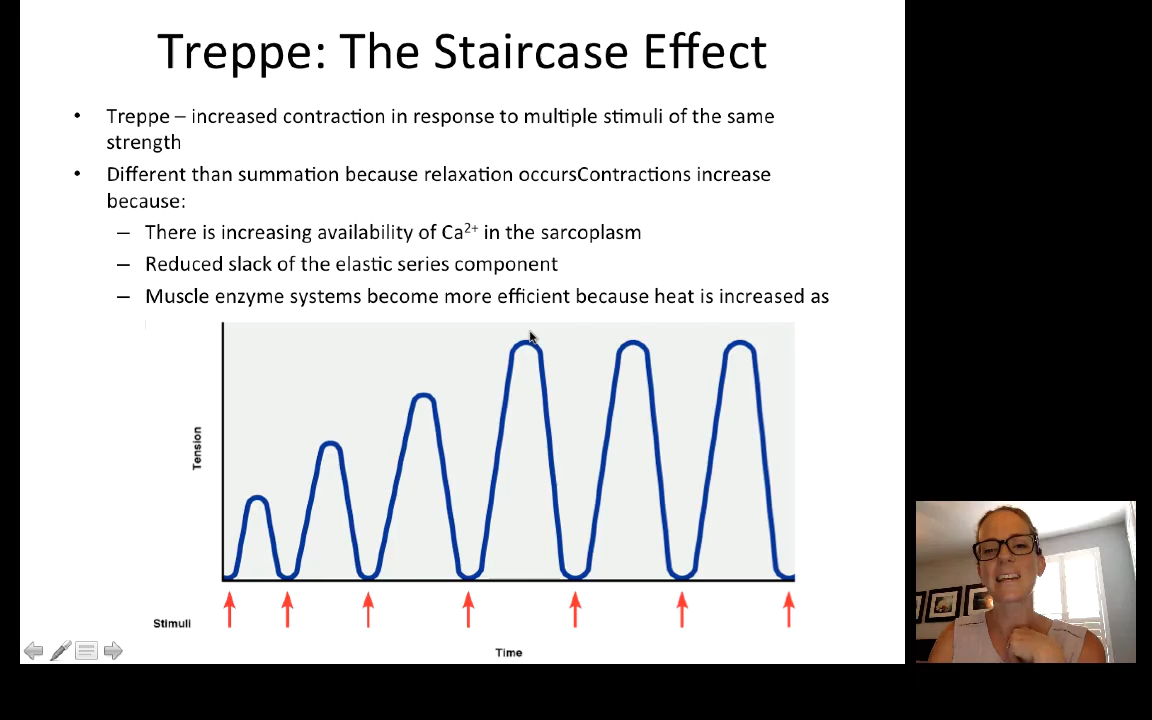 Treppe: The Staircase Effect
• Treppe – increased contraction in response to multiple stimuli of the same
strength
• Different than summation because relaxation occursContractions increase
because:
– There is increasing availability of Ca²⁺ in the sarcoplasm
– Reduced slack of the elastic series component
– Muscle enzyme systems become more efficient because heat is increased as
Tension
Stimuli
Time